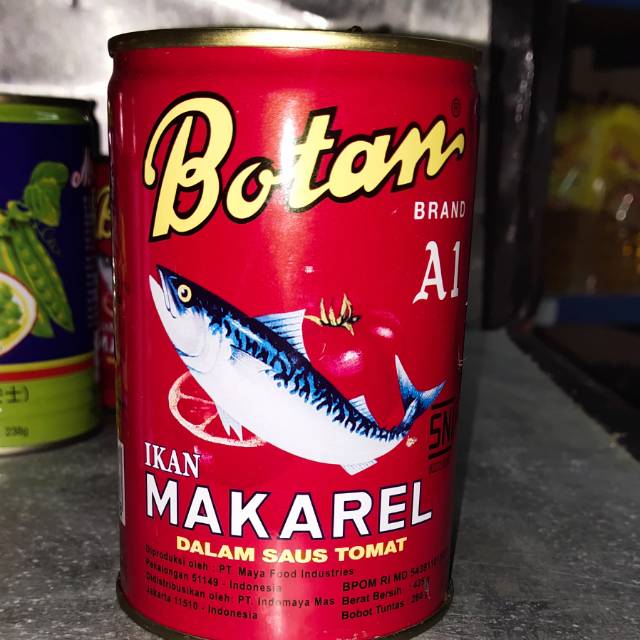 Botan®
BRAND
A1
SNI
IKAN
MAKAREL
DALAM SAUS TOMAT
Diproduksi oleh : PT. Maya Food Industries
Pekalongan 51149 - Indonesia
Didistribusikan oleh: PT. Indomaya Mas
Jakarta 11510 - Indonesia
BPOM RI MD
Berat Bersih :
Bobot Tuntas :
238g